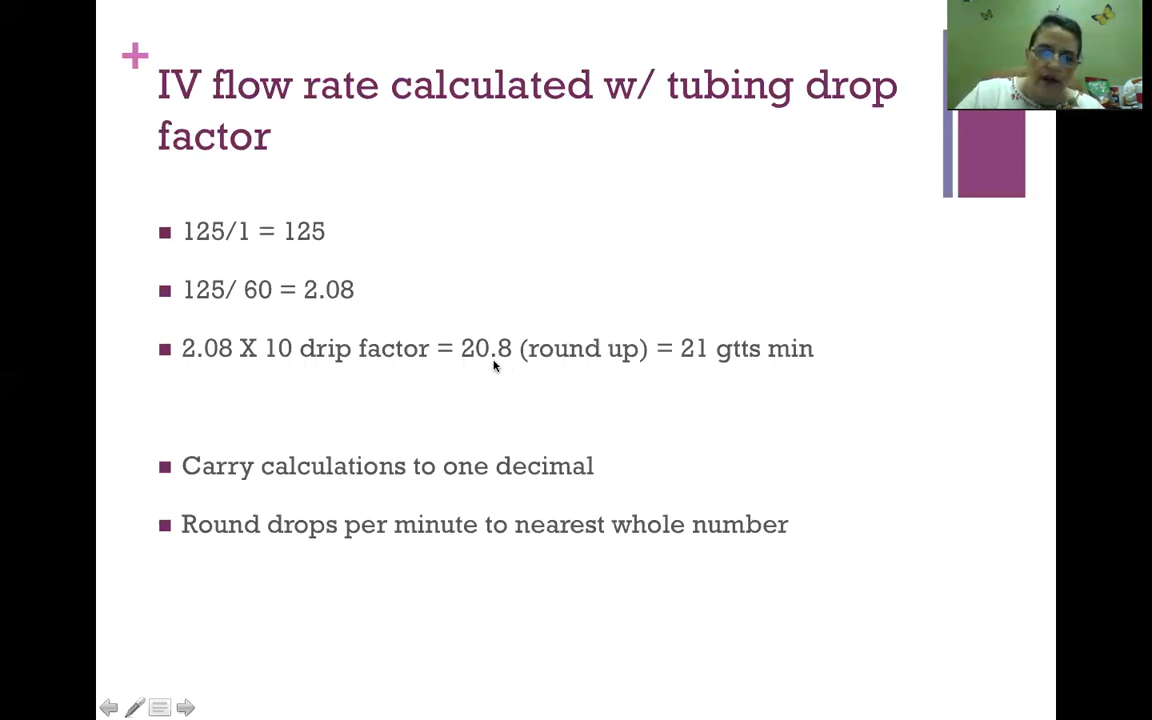 IV flow rate calculated w/ tubing drop
factor
125/1 = 125
125/ 60 = 2.08
2.08 X 10 drip factor = 20.8 (round up) = 21 gtts min
Carry calculations to one decimal
Round drops per minute to nearest whole number